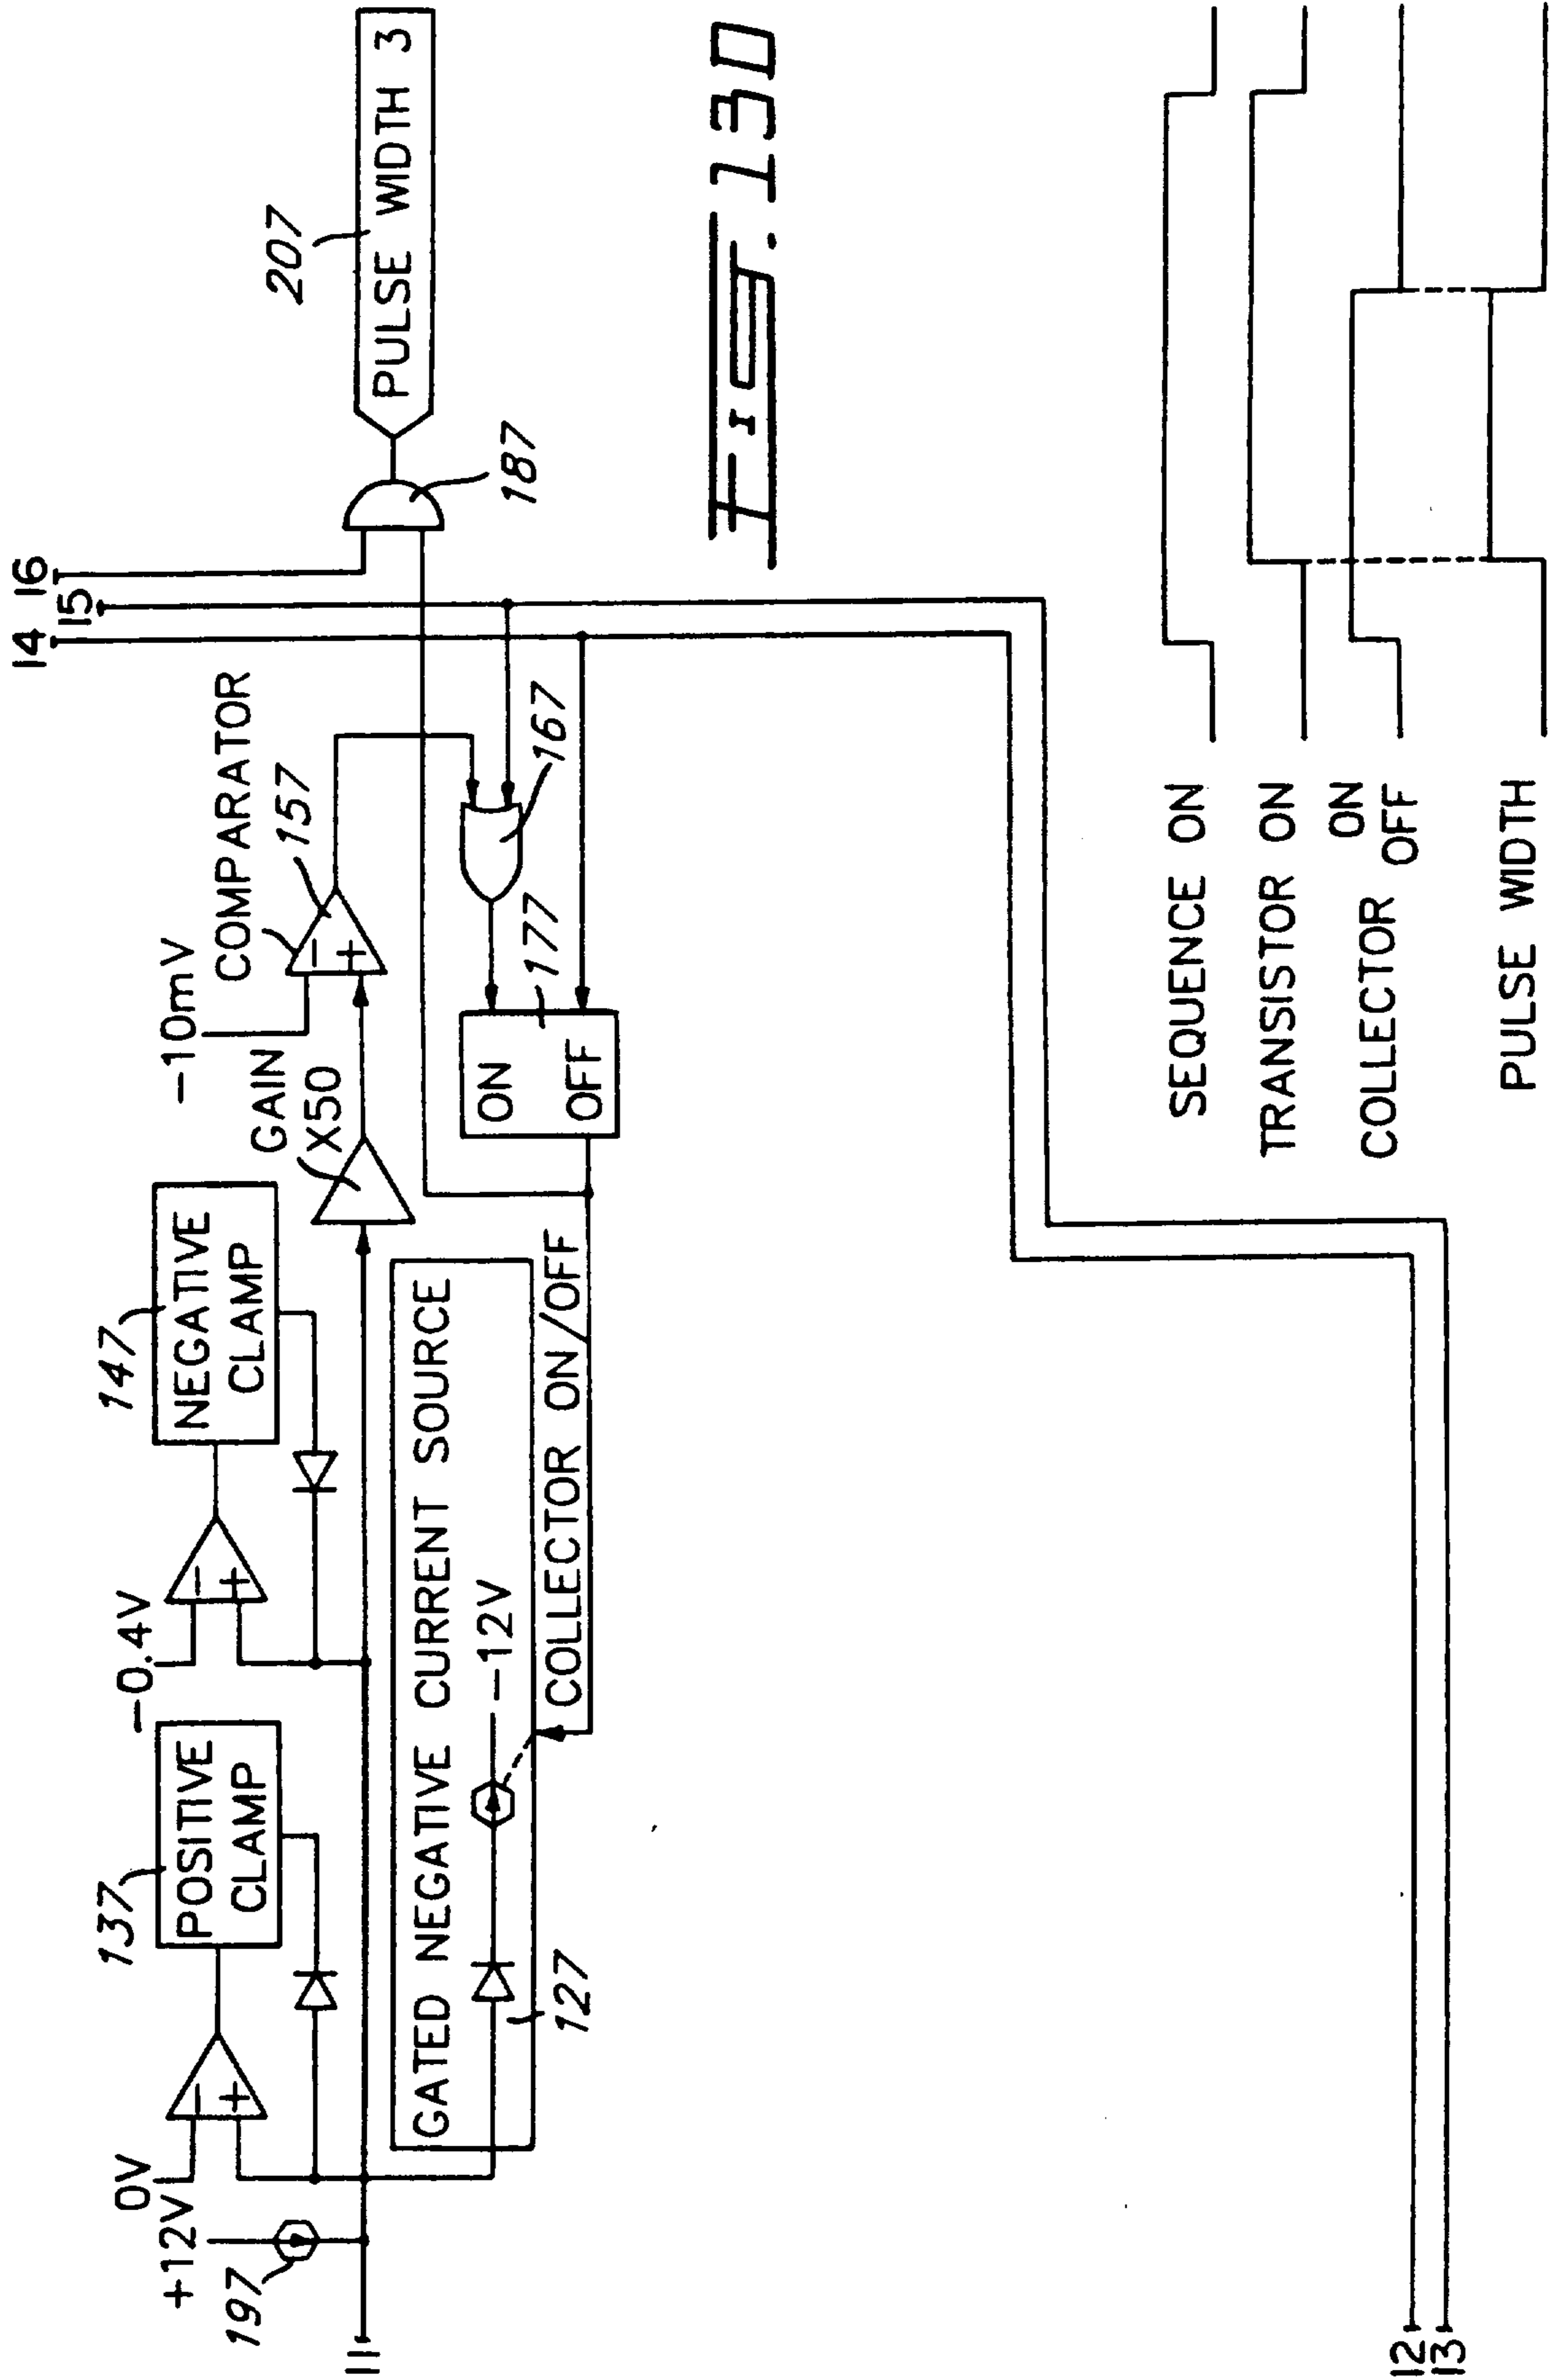 FIG. 13D
11
+12V
197
0V
137
POSITIVE
CLAMP
-0.4V
147
NEGATIVE
CLAMP
GAIN
X50
-10mV
COMPARATOR
157
GATED NEGATIVE CURRENT SOURCE
-12V
127
COLLECTOR ON/OFF
ON
OFF
177
167
14
15
16
187
207
PULSE WIDTH 3
12
13
SEQUENCE ON
TRANSISTOR ON
COLLECTOR ON
OFF
PULSE WIDTH
- +
- +
- +